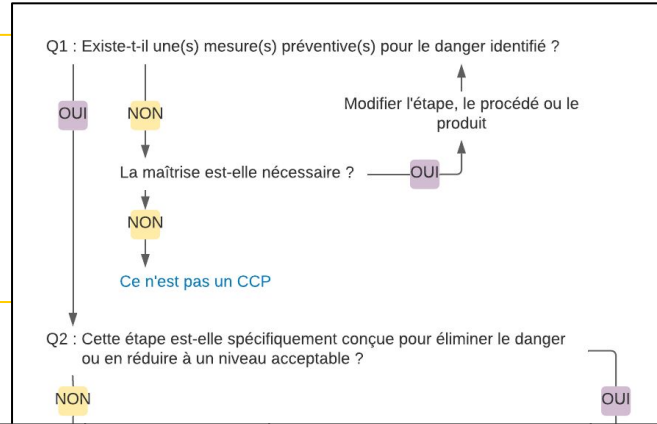 Q1 : Existe-t-il une(s) mesure(s) préventive(s) pour le danger identifié ?
OUI
NON
Modifier l'étape, le procédé ou le
produit
La maîtrise est-elle nécessaire ?
OUI
NON
Ce n'est pas un CCP
Q2 : Cette étape est-elle spécifiquement conçue pour éliminer le danger
ou en réduire à un niveau acceptable ?
NON
OUI